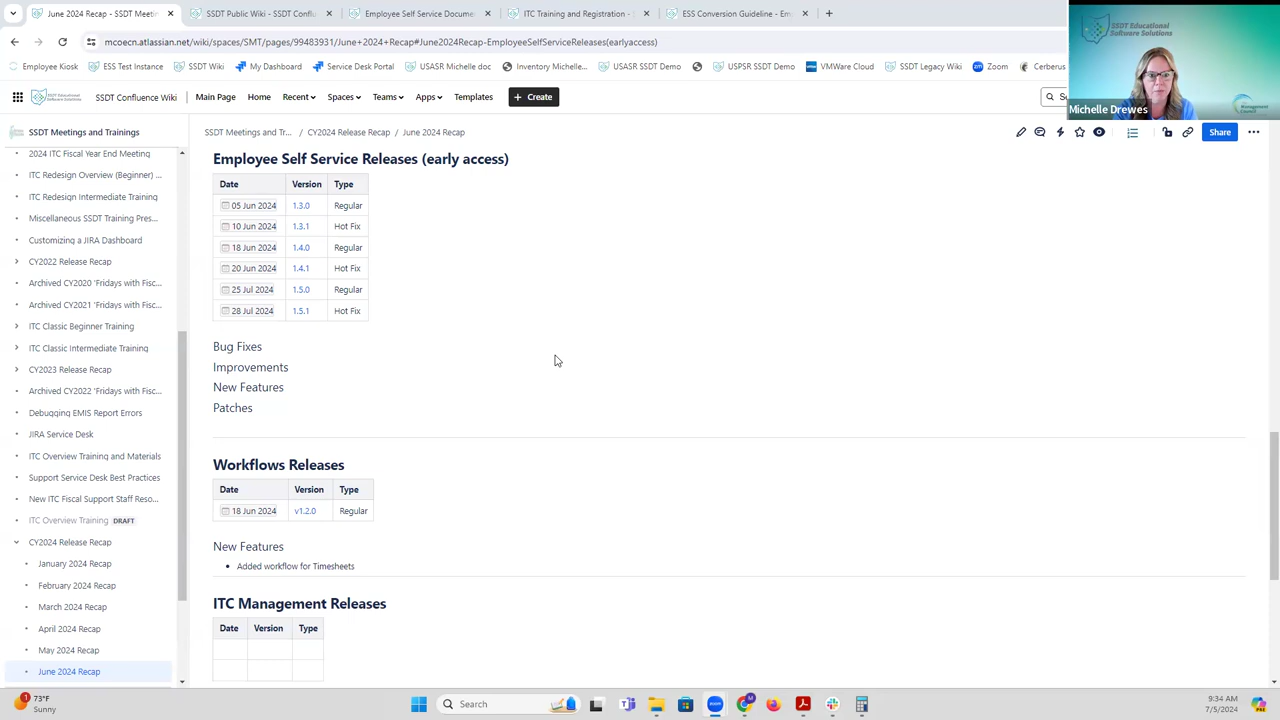 June 2024 Recap - SSDT Meetin
SSDT Public Wiki - SSDT Conflu
Employee Self Service Docume
ITC Training and Registration -
ESS Conversion Guideline - Em
mcoecn.atlassian.net/wiki/spaces/SMT/pages/99483931/June+2024+Recap#June2024Recap-EmployeeSelfServiceReleases(earlyaccess)
Employee Kiosk
ESS Test Instance
SSDT Wiki
My Dashboard
Service Desk Portal
USASR Michelle doc
Inventory Michelle...
USASR SSDT Demo
USPSR SSDT Demo
VMWare Cloud
SSDT Legacy Wiki
Zoom
Cerberus
SSDT Educational
Software Solutions
Management
Council
Michelle Drewes
SSDT Educational
Software Solutions
SSDT Confluence Wiki
Main Page
Home
Recent
Spaces
Teams
Apps
Templates
+ Create
SSDT Meetings and Trainings
SSDT Meetings and Tr... / CY2024 Release Recap / June 2024 Recap
Share
2024 ITC Fiscal Year End Meeting
ITC Redesign Overview (Beginner) ...
ITC Redesign Intermediate Training
Miscellaneous SSDT Training Pres...
Customizing a JIRA Dashboard
CY2022 Release Recap
Archived CY2020 'Fridays with Fisc...
Archived CY2021 'Fridays with Fisc...
ITC Classic Beginner Training
ITC Classic Intermediate Training
CY2023 Release Recap
Archived CY2022 'Fridays with Fisc...
Debugging EMIS Report Errors
JIRA Service Desk
ITC Overview Training and Materials
Support Service Desk Best Practices
New ITC Fiscal Support Staff Reso...
ITC Overview Training DRAFT
CY2024 Release Recap
January 2024 Recap
February 2024 Recap
March 2024 Recap
April 2024 Recap
May 2024 Recap
June 2024 Recap
Employee Self Service Releases (early access)
Date Version Type
05 Jun 2024 1.3.0 Regular
10 Jun 2024 1.3.1 Hot Fix
18 Jun 2024 1.4.0 Regular
20 Jun 2024 1.4.1 Hot Fix
25 Jul 2024 1.5.0 Regular
28 Jul 2024 1.5.1 Hot Fix
Bug Fixes
Improvements
New Features
Patches
Workflows Releases
Date Version Type
18 Jun 2024 v1.2.0 Regular
New Features
• Added workflow for Timesheets
ITC Management Releases
Date Version Type
73°F
Sunny
Search
zoom
9:34 AM
7/5/2024